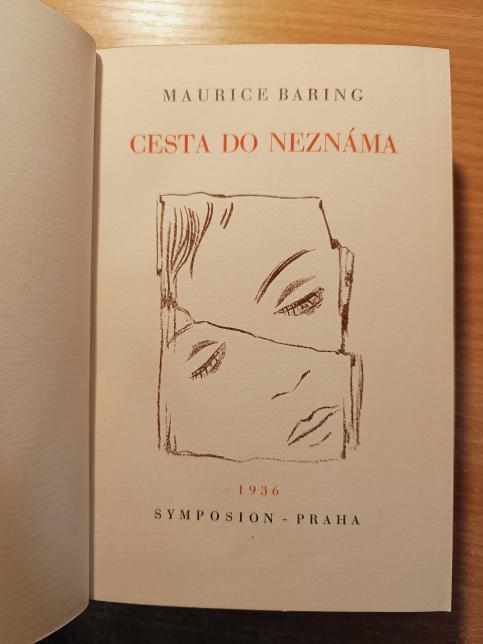 MAURICE BARING
CESTA DO NEZNÁMA
1936
SYMPOSION - PRAHA